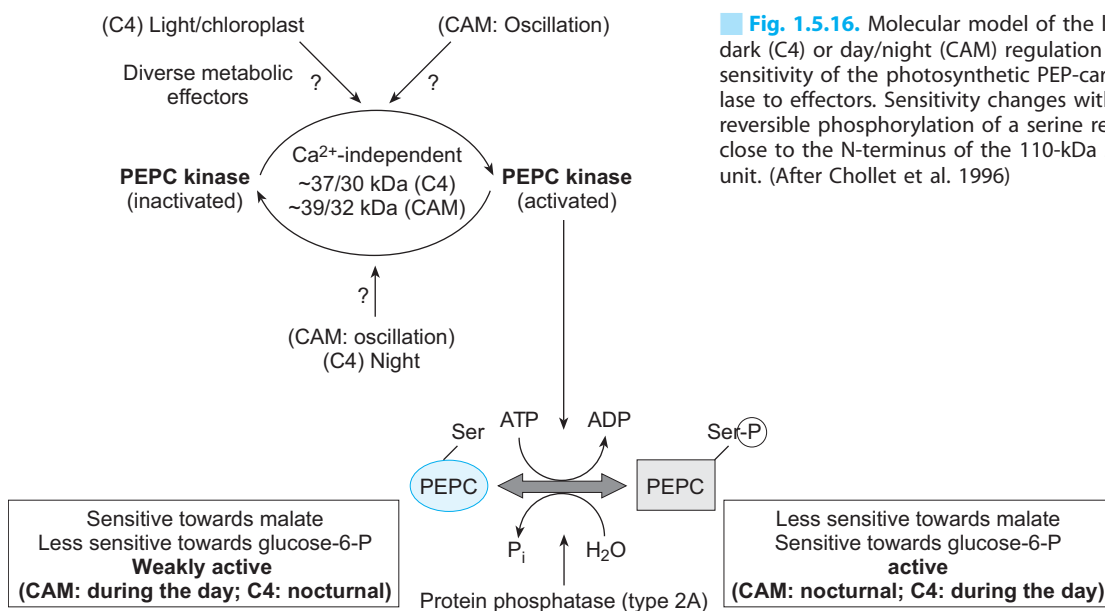 (C4) Light/chloroplast
(CAM: Oscillation)
Diverse metabolic
effectors
?
?
Ca²⁺-independent
~37/30 kDa (C4)
~39/32 kDa (CAM)
PEPC kinase
(inactivated)
PEPC kinase
(activated)
?
(CAM: oscillation)
(C4) Night
Fig. 1.5.16. Molecular model of the
dark (C4) or day/night (CAM) regulation
sensitivity of the photosynthetic PEP-car
lase to effectors. Sensitivity changes with
reversible phosphorylation of a serine re
close to the N-terminus of the 110-kDa
unit. (After Chollet et al. 1996)
Ser
ATP
ADP
Ser-P
PEPC
PEPC
Pi
H₂O
Protein phosphatase (type 2A)
Sensitive towards malate
Less sensitive towards glucose-6-P
Weakly active
(CAM: during the day; C4: nocturnal)
Less sensitive towards malate
Sensitive towards glucose-6-P
active
(CAM: nocturnal; C4: during the day)